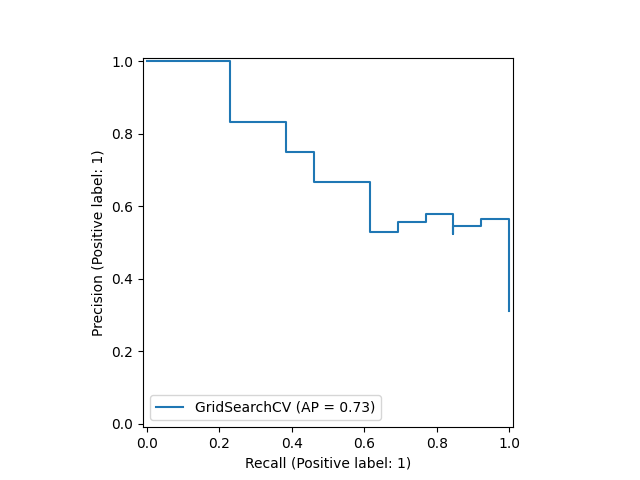 1.0
0.8
0.6
0.4
0.2
0.0
Precision (Positive label: 1)
GridSearchCV (AP = 0.73)
0.0 0.2 0.4 0.6 0.8 1.0
Recall (Positive label: 1)